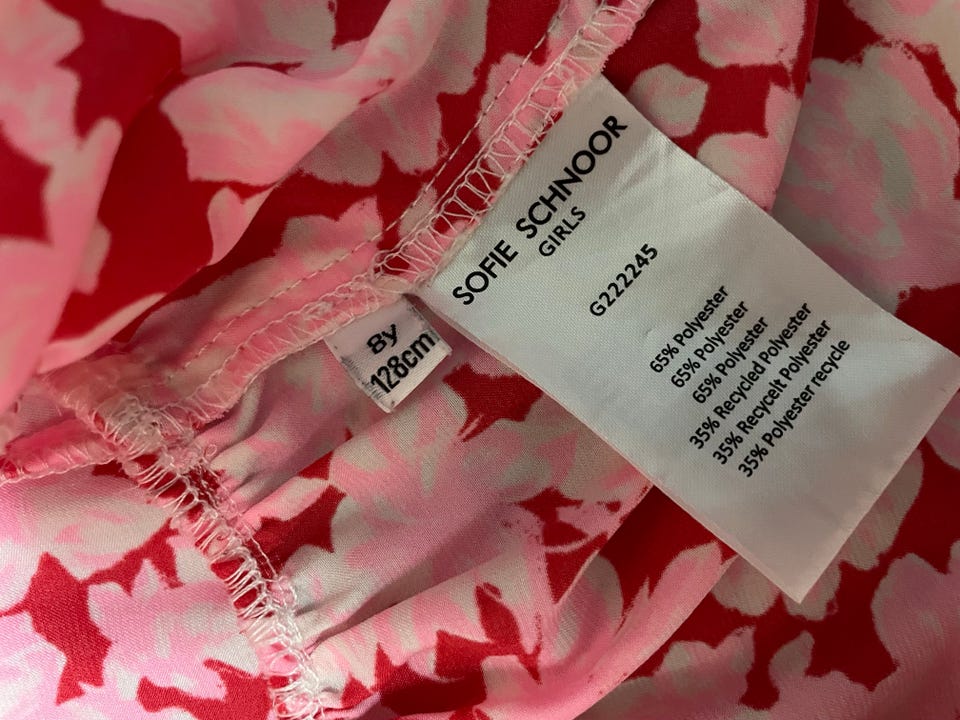 SOFIE SCHNOOR
GIRLS
G222245
65% Polyester
65% Polyester
65% Polyester
35% Recycled Polyester
35% Recycelt Polyester
35% Polyester recycle
8y
128cm